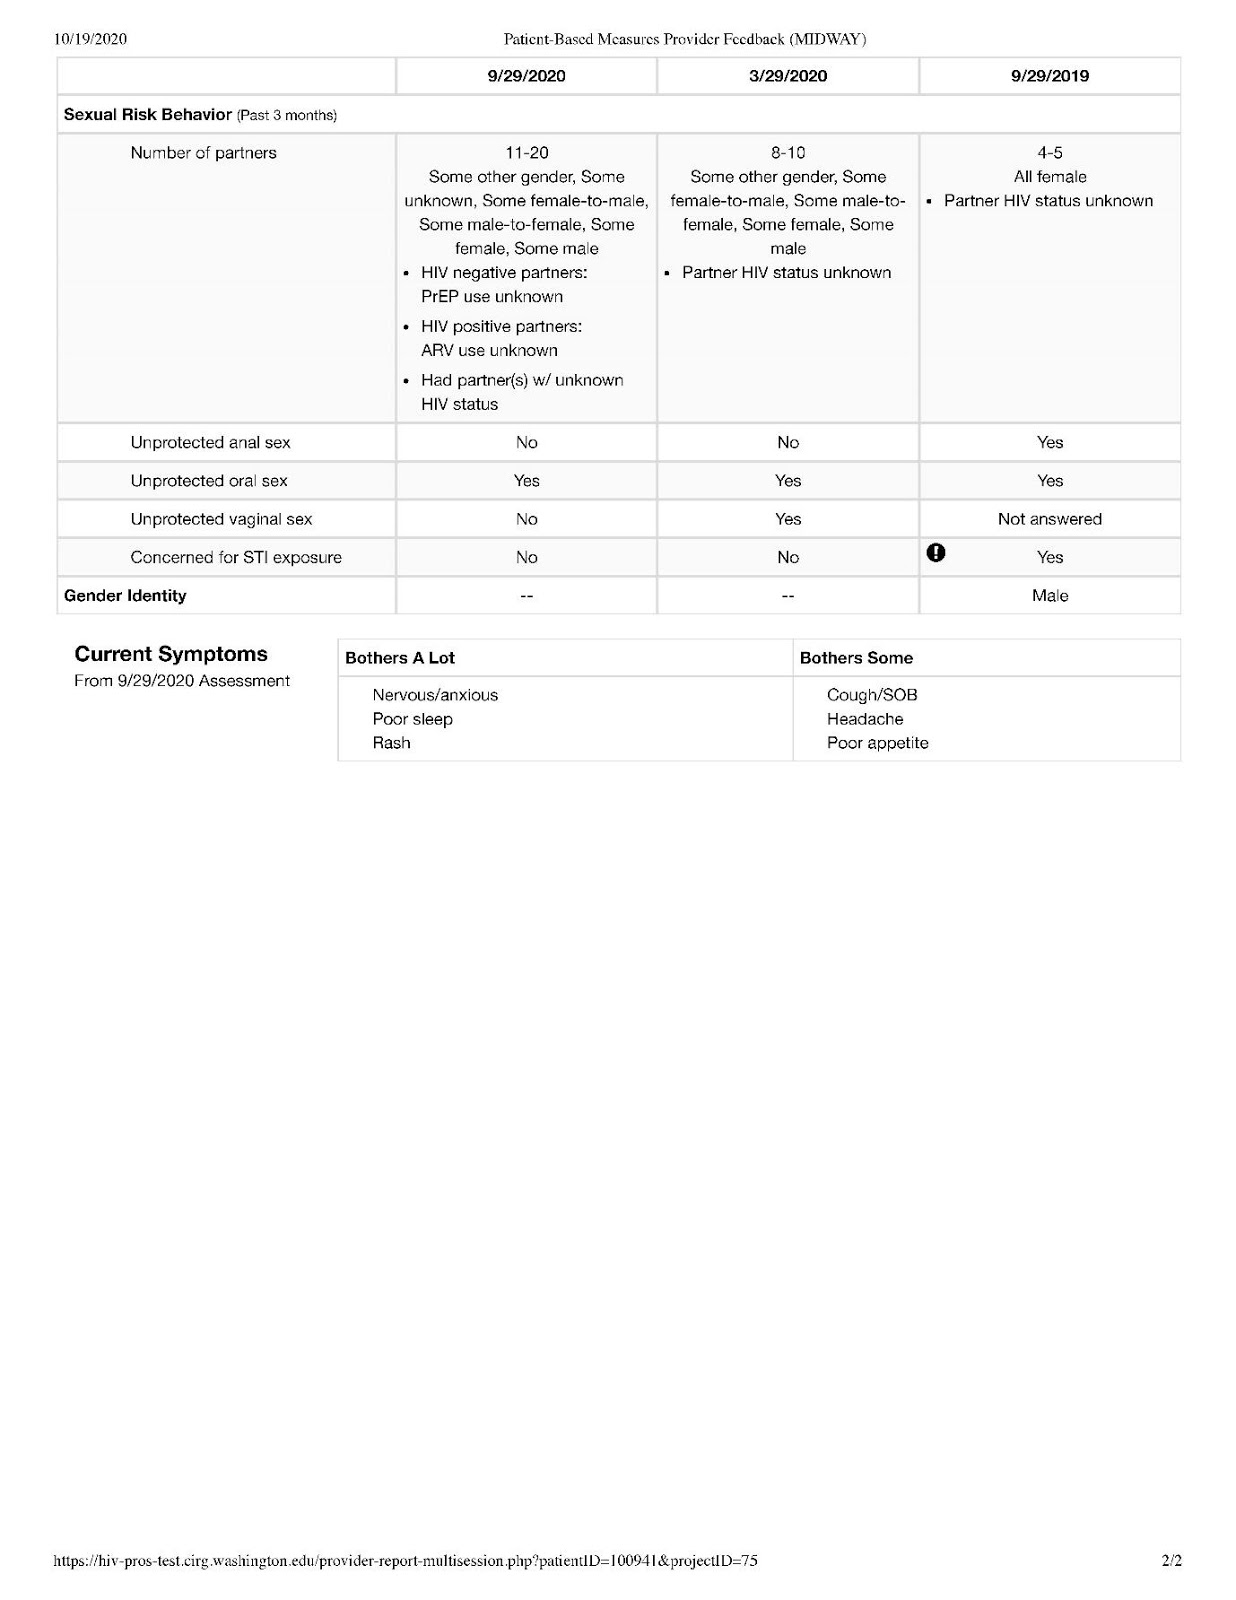 10/19/2020 Patient-Based Measures Provider Feedback (MIDWAY)
9/29/2020 3/29/2020 9/29/2019
Sexual Risk Behavior (Past 3 months)
Number of partners 11-20 8-10 4-5
Some other gender, Some Some other gender, Some All female
unknown, Some female-to-male, female-to-male, Some male-to- • Partner HIV status unknown
Some male-to-female, Some female, Some female, Some
female, Some male male
• HIV negative partners: • Partner HIV status unknown
PrEP use unknown
• HIV positive partners:
ARV use unknown
• Had partner(s) w/ unknown
HIV status
Unprotected anal sex No No Yes
Unprotected oral sex Yes Yes Yes
Unprotected vaginal sex No Yes Not answered
Concerned for STI exposure No No ! Yes
Gender Identity -- -- Male
Current Symptoms Bothers A Lot Bothers Some
From 9/29/2020 Assessment
Nervous/anxious Cough/SOB
Poor sleep Headache
Rash Poor appetite
https://hiv-pros-test.cirg.washington.edu/provider-report-multisession.php?patientID=100941&projectID=75 2/2